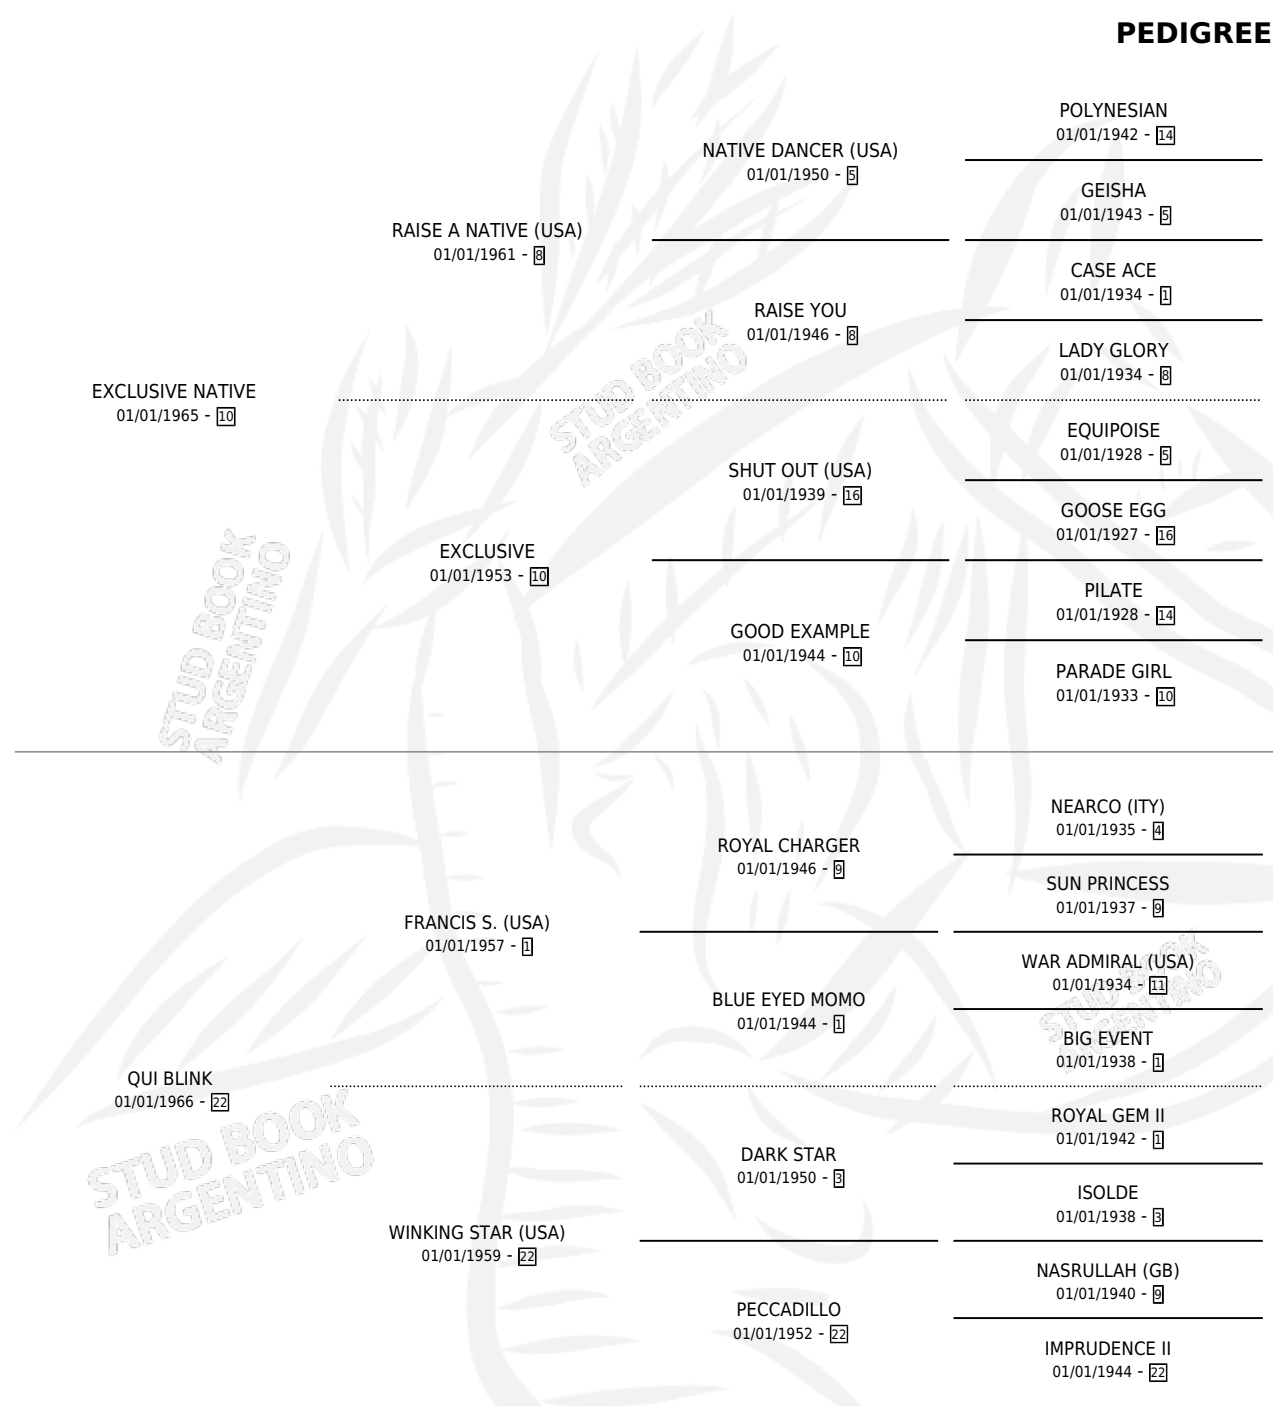 PEDIGREE
POLYNESIAN
01/01/1942 - 14
NATIVE DANCER (USA)
01/01/1950 - 5
GEISHA
01/01/1943 - 5
RAISE A NATIVE (USA)
01/01/1961 - 8
CASE ACE
01/01/1934 - 1
RAISE YOU
01/01/1946 - 8
LADY GLORY
01/01/1934 - 8
EXCLUSIVE NATIVE
01/01/1965 - 10
EQUIPOISE
01/01/1928 - 5
SHUT OUT (USA)
01/01/1939 - 16
GOOSE EGG
01/01/1927 - 16
EXCLUSIVE
01/01/1953 - 10
PILATE
01/01/1928 - 14
GOOD EXAMPLE
01/01/1944 - 10
PARADE GIRL
01/01/1933 - 10
NEARCO (ITY)
01/01/1935 - 4
ROYAL CHARGER
01/01/1946 - 9
SUN PRINCESS
01/01/1937 - 9
FRANCIS S. (USA)
01/01/1957 - 1
WAR ADMIRAL (USA)
01/01/1934 - 11
BLUE EYED MOMO
01/01/1944 - 1
BIG EVENT
01/01/1938 - 1
QUI BLINK
01/01/1966 - 22
ROYAL GEM II
01/01/1942 - 1
DARK STAR
01/01/1950 - 3
ISOLDE
01/01/1938 - 3
WINKING STAR (USA)
01/01/1959 - 22
NASRULLAH (GB)
01/01/1940 - 9
PECCADILLO
01/01/1952 - 22
IMPRUDENCE II
01/01/1944 - 22
STUD BOOK
ARGENTINO
STUD BOOK
ARGENTINO
STUD BOOK
ARGENTINO
STUD BOOK
ARGENTINO